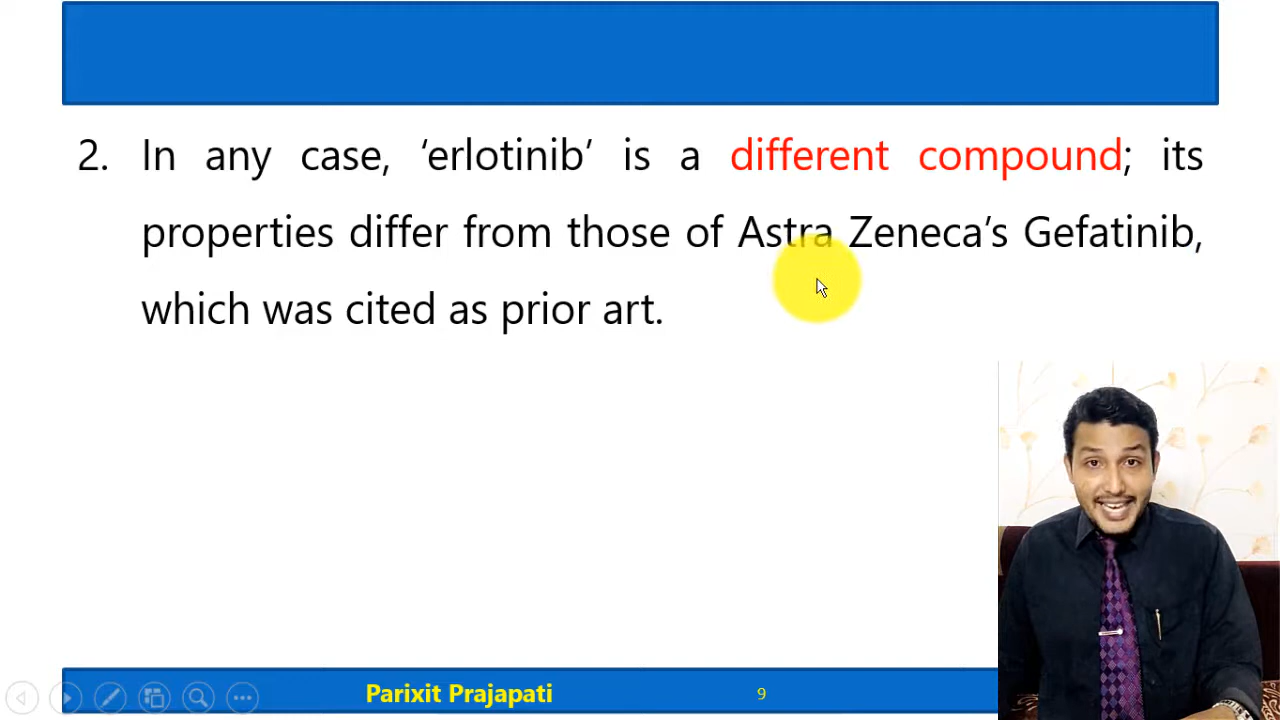 2. In any case, ‘erlotinib’ is a different compound; its
properties differ from those of Astra Zeneca’s Gefatinib,
which was cited as prior art.
Parixit Prajapati
9